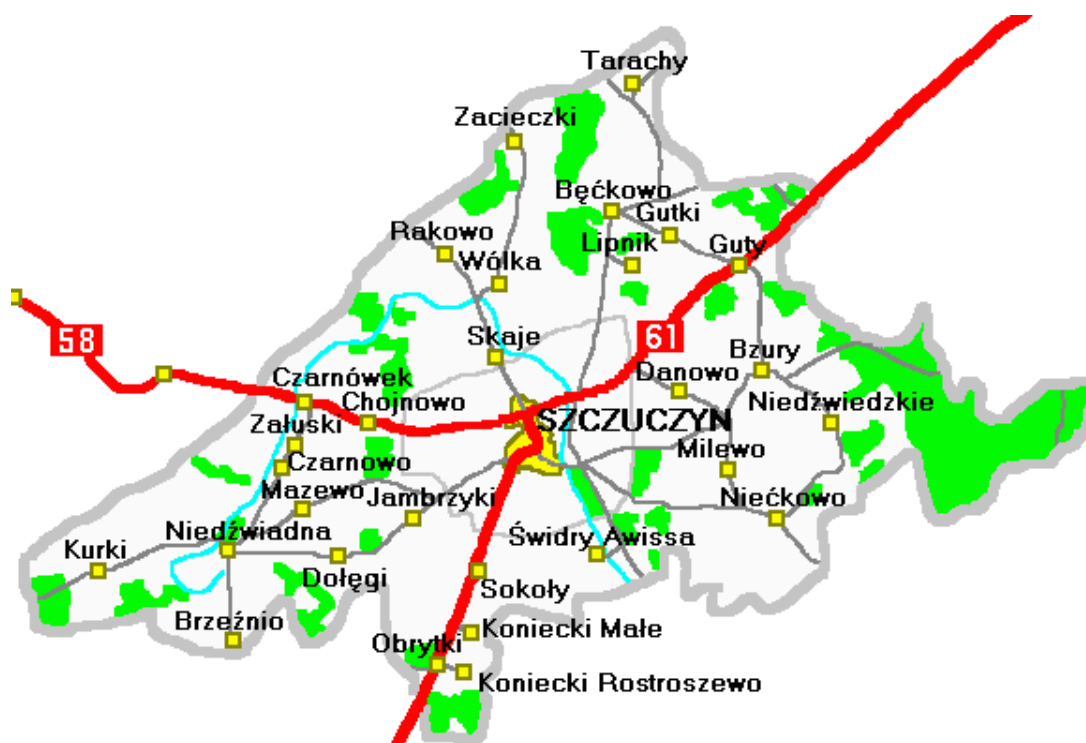 Tarachy
Zacieczki
Bęćkowo
Gutki
Rakowo
Lipnik
Guty
Wólka
58
61
Skaje
Bzury
Czarnówek
Danowo
Chojnowo
Niedźwiedzkie
Załuski
SZCZUCZYN
Czarnowo
Milewo
Mazewo
Jambrzyki
Niećkowo
Niedźwiadna
Świdry Awissa
Kurki
Dołęgi
Sokoły
Brzeźnio
Koniecki Małe
Obrytki
Koniecki Rostroszewo